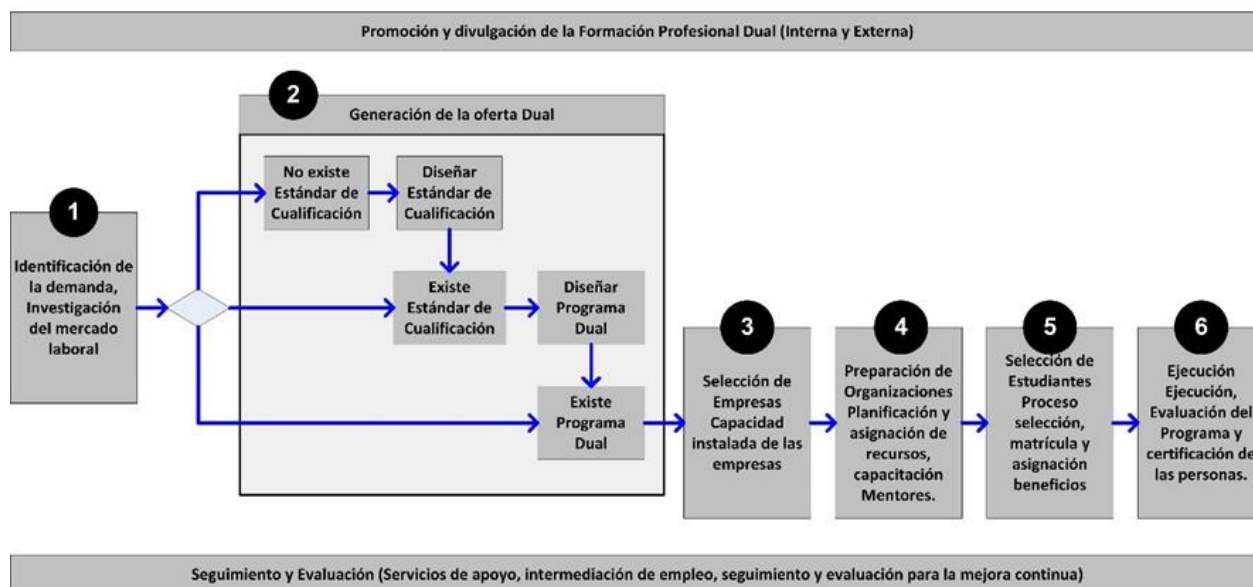 Promoción y divulgación de la Formación Profesional Dual (Interna y Externa)
1
Identificación de
la demanda,
Investigación
del mercado
laboral
2
Generación de la oferta Dual
No existe
Estándar de
Cualificación
Diseñar
Estándar de
Cualificación
Existe
Estándar de
Cualificación
Diseñar
Programa
Dual
Existe
Programa
Dual
3
Selección de
Empresas
Capacidad
instalada de las
empresas
4
Preparación de
Organizaciones
Planificación y
asignación de
recursos,
capacitación
Mentores.
5
Selección de
Estudiantes
Proceso
selección,
matrícula y
asignación
beneficios
6
Ejecución
Ejecución,
Evaluación del
Programa y
certificación de
las personas.
Seguimiento y Evaluación (Servicios de apoyo, intermediación de empleo, seguimiento y evaluación para la mejora continua)